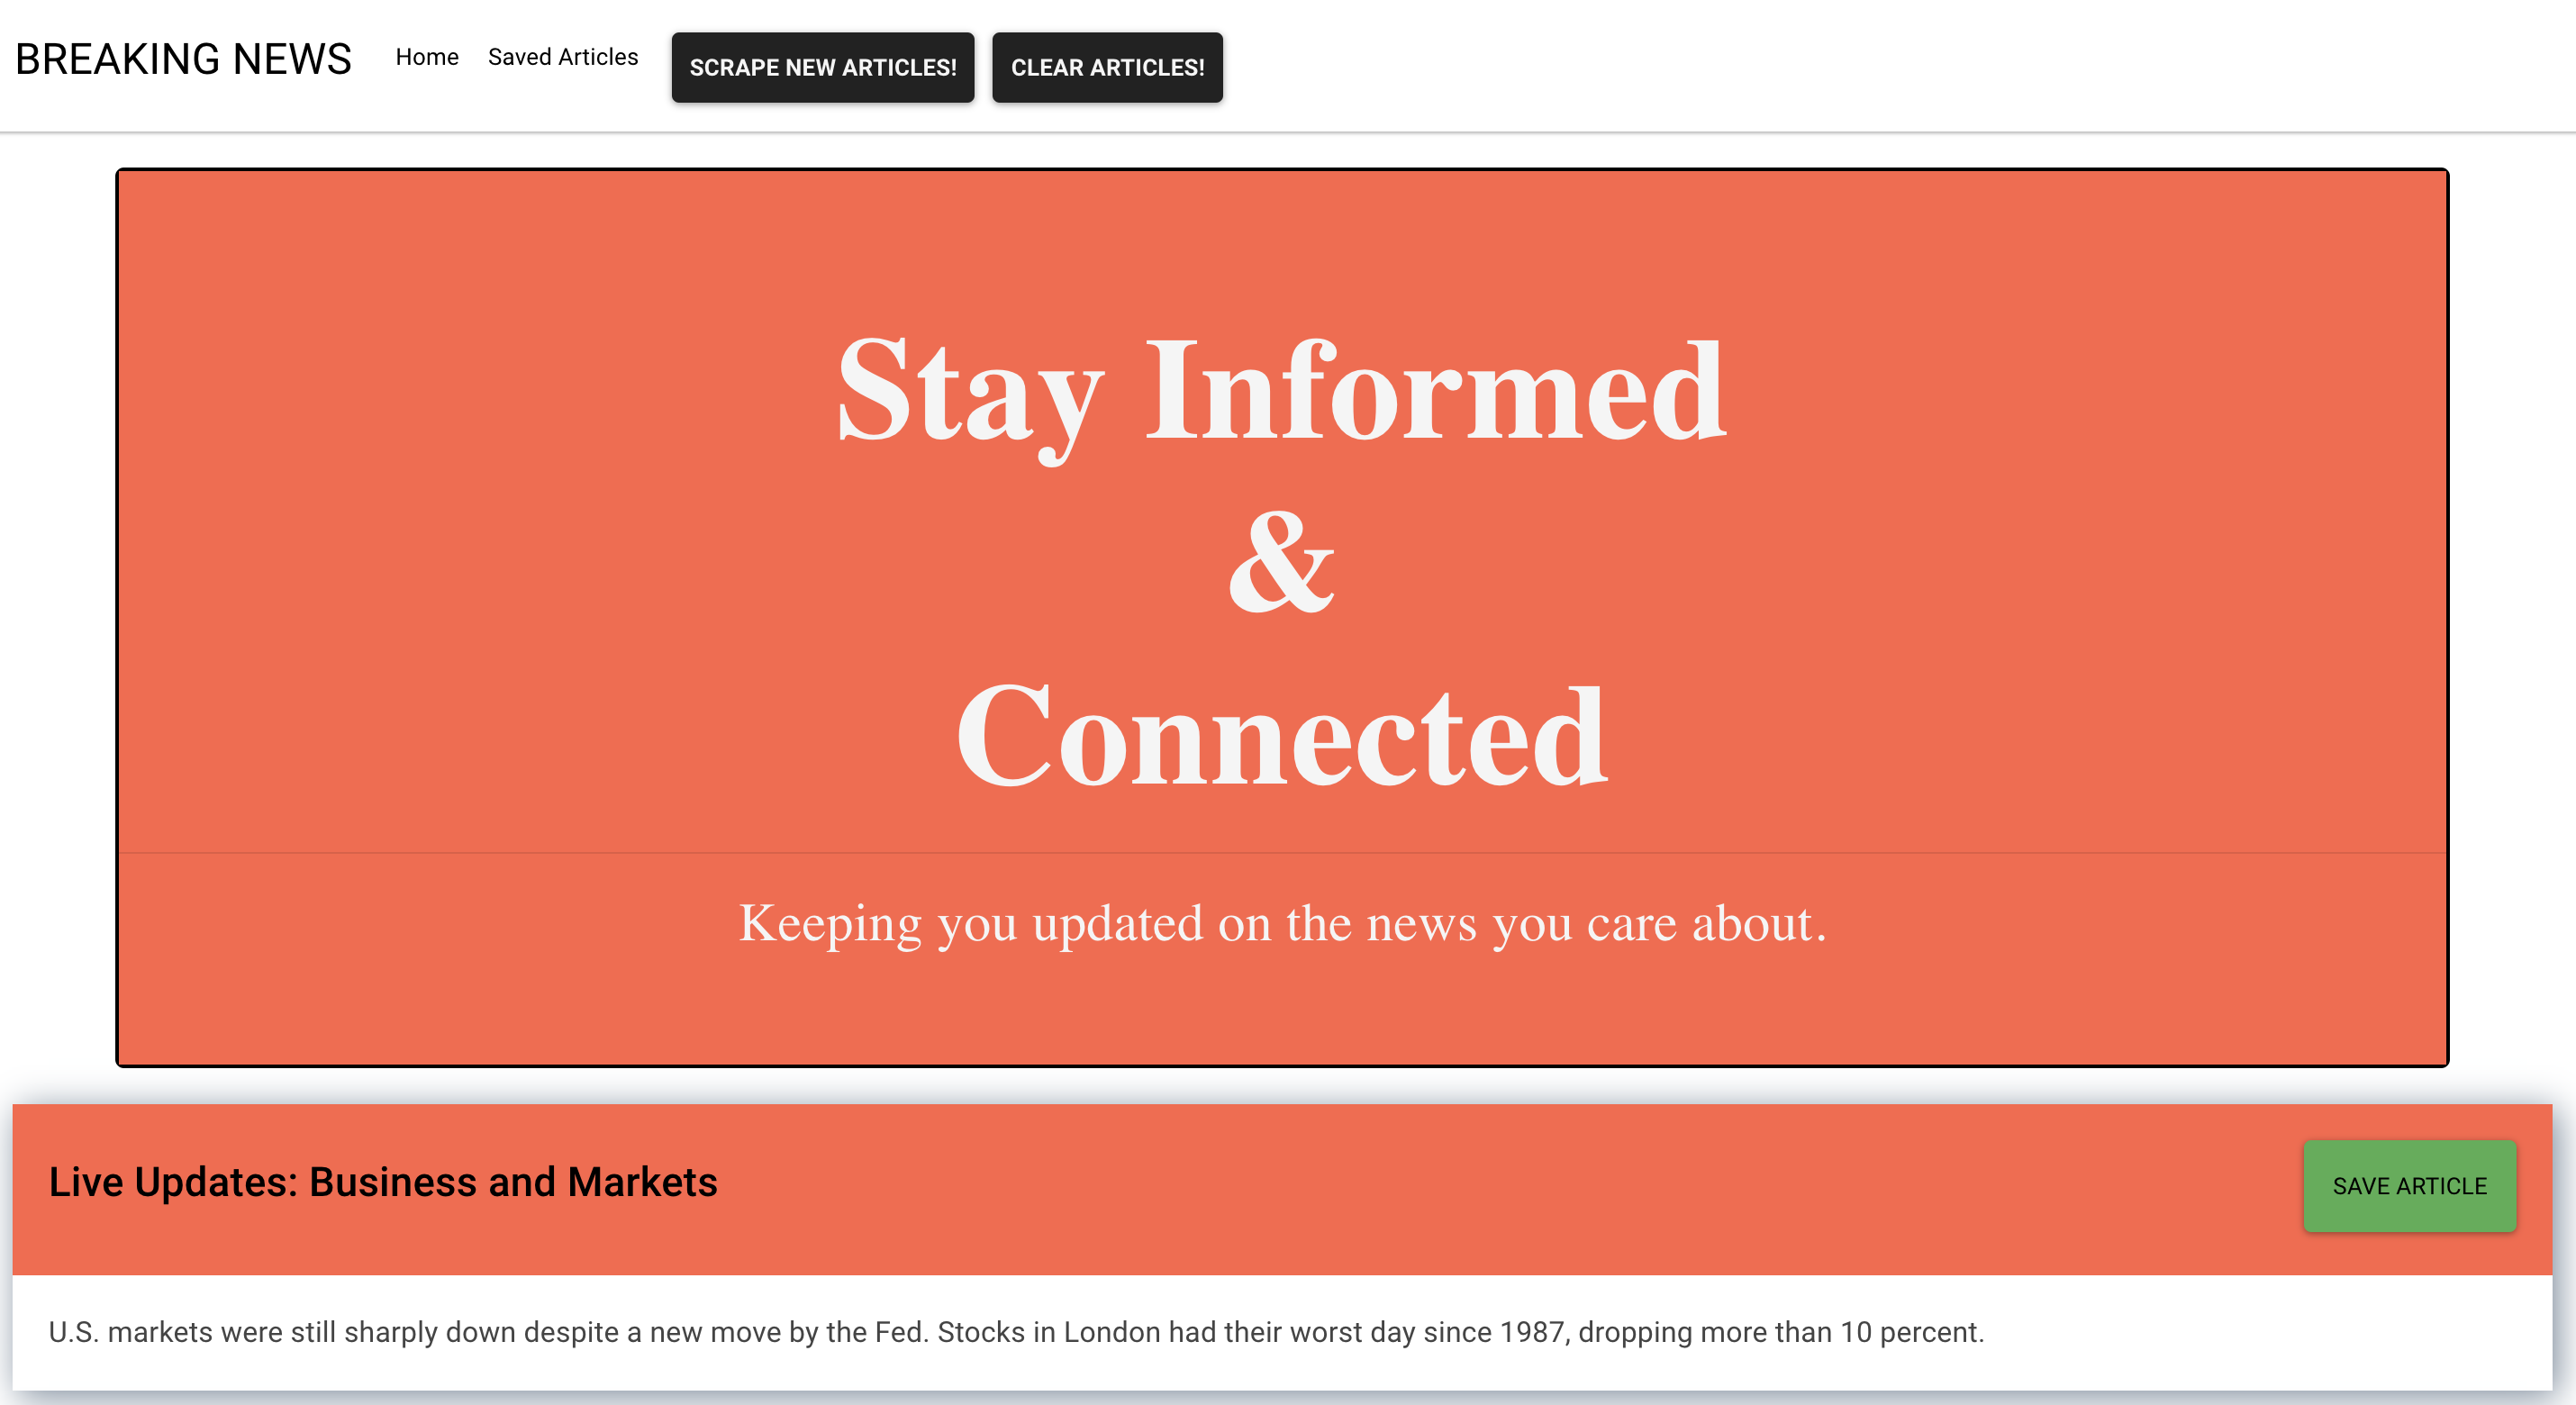 BREAKING NEWS Home Saved Articles SCRAPE NEW ARTICLES! CLEAR ARTICLES!
Stay Informed
&
Connected
Keeping you updated on the news you care about.
Live Updates: Business and Markets SAVE ARTICLE
U.S. markets were still sharply down despite a new move by the Fed. Stocks in London had their worst day since 1987, dropping more than 10 percent.